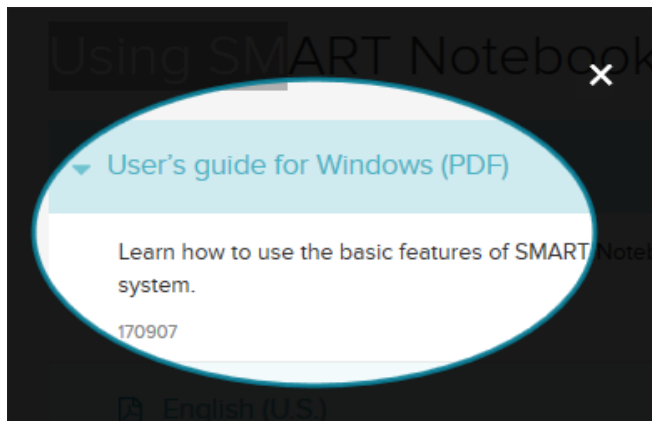 Using SMART Notebook
User's guide for Windows (PDF)
Learn how to use the basic features of SMART Noteb
system.
170907
English (U.S.)